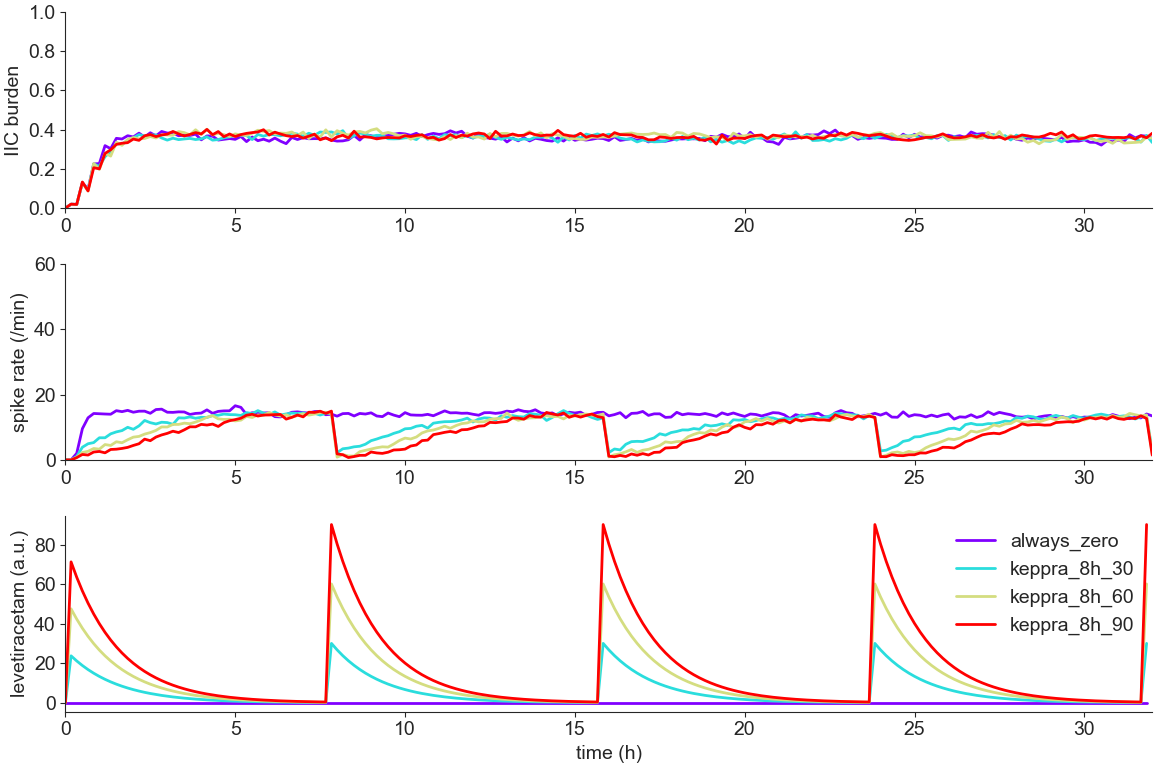 IIC burden
1.0
0.8
0.6
0.4
0.2
0.0
0 5 10 15 20 25 30
spike rate (/min)
60
40
20
0
0 5 10 15 20 25 30
levetiracetam (a.u.)
80
60
40
20
0
always_zero
keppra_8h_30
keppra_8h_60
keppra_8h_90
0 5 10 15 20 25 30
time (h)